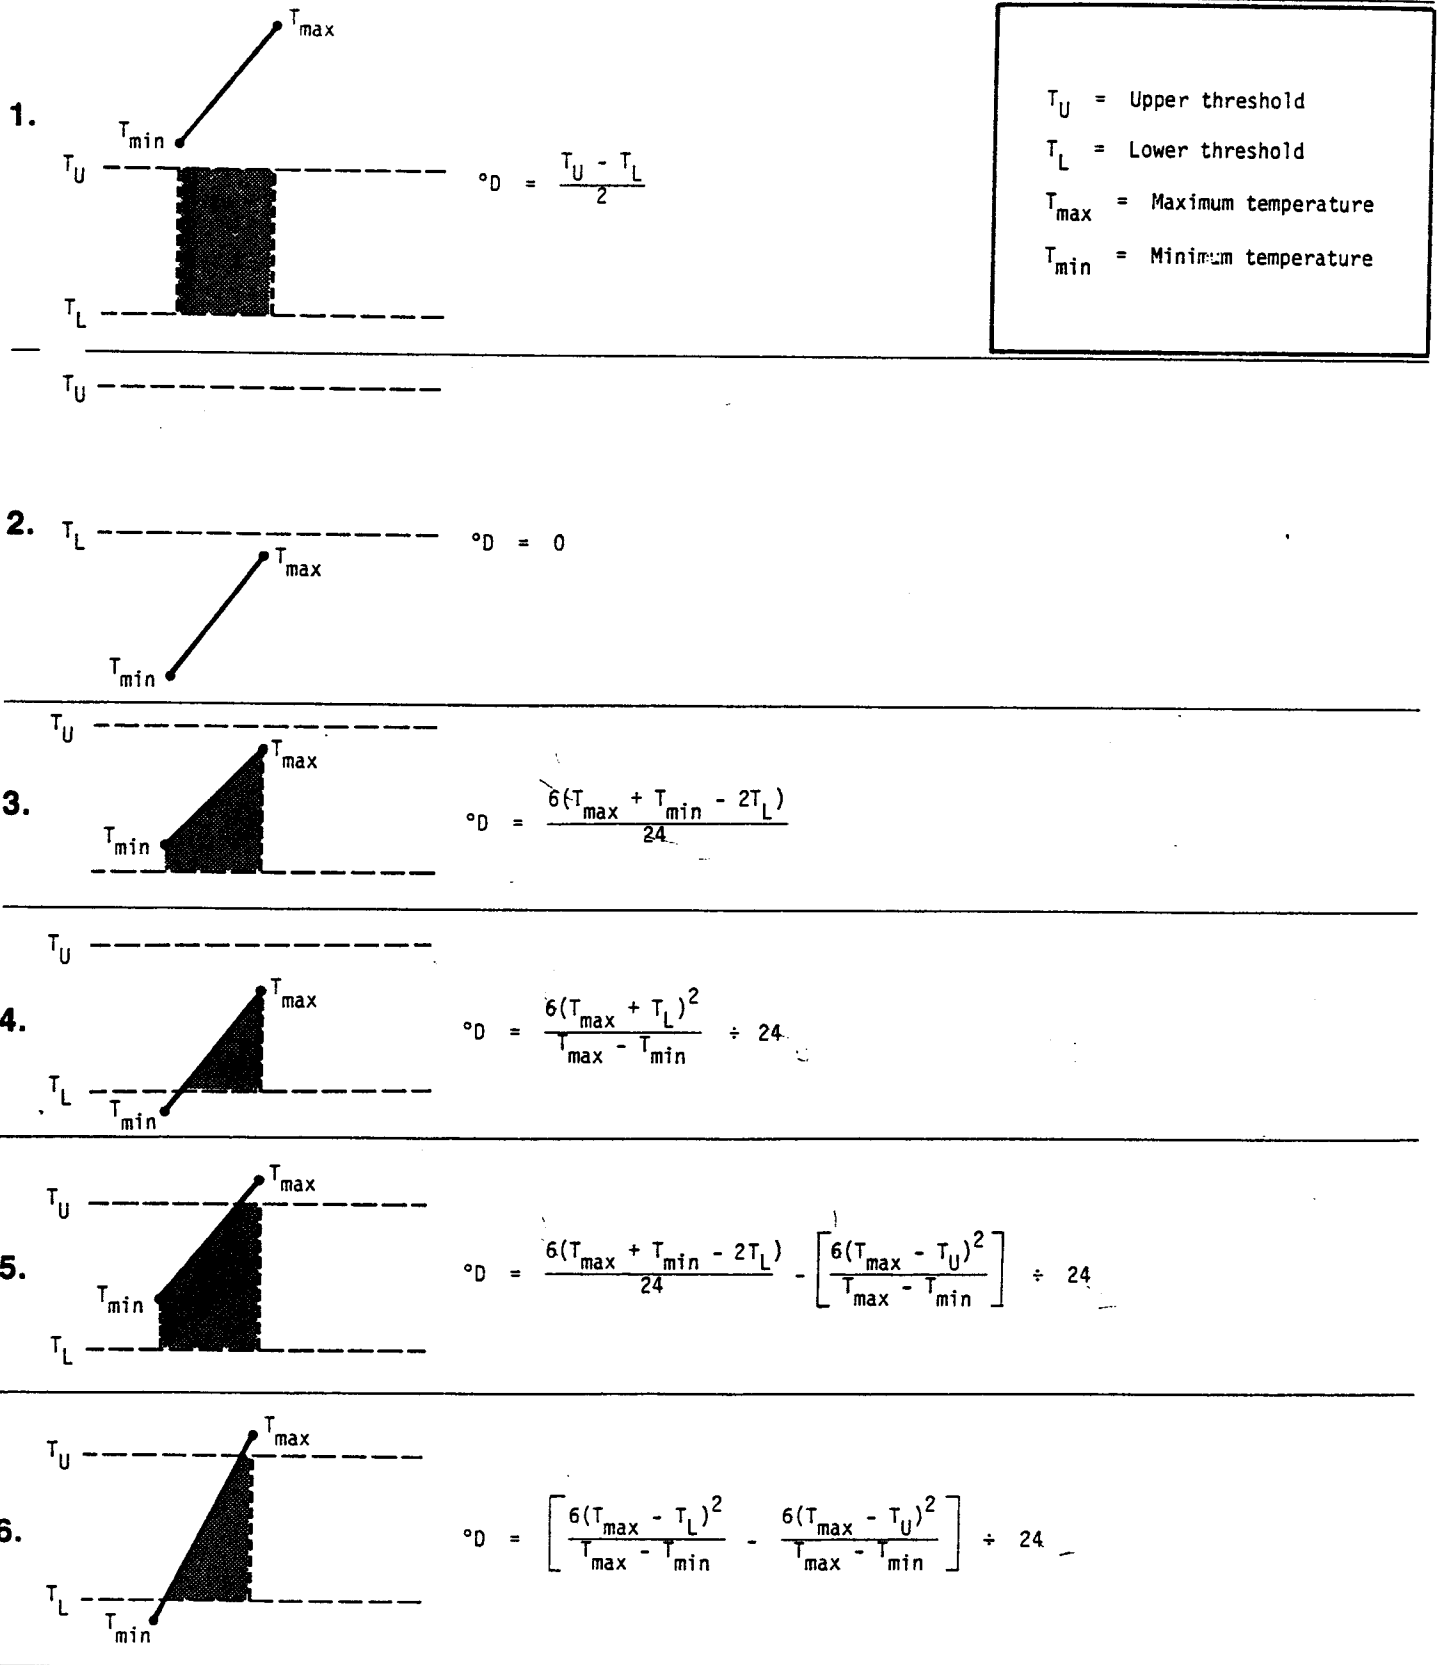 T_max
1.
T_min
T_U
°D = (T_U - T_L) / 2
T_L
T_U = Upper threshold
T_L = Lower threshold
T_max = Maximum temperature
T_min = Minimum temperature
T_U
2. T_L
°D = 0
T_max
T_min
T_U
T_max
3.
T_min
°D = 6(T_max + T_min - 2T_L) / 24
T_U
T_max
4.
°D = 6(T_max + T_L)^2 / (T_max - T_min) ÷ 24
T_L
T_min
T_max
T_U
5.
T_min
°D = 6(T_max + T_min - 2T_L) / 24 - [6(T_max - T_U)^2 / (T_max - T_min)] ÷ 24
T_L
T_max
T_U
6.
°D = [6(T_max - T_L)^2 / (T_max - T_min) - 6(T_max - T_U)^2 / (T_max - T_min)] ÷ 24
T_L
T_min